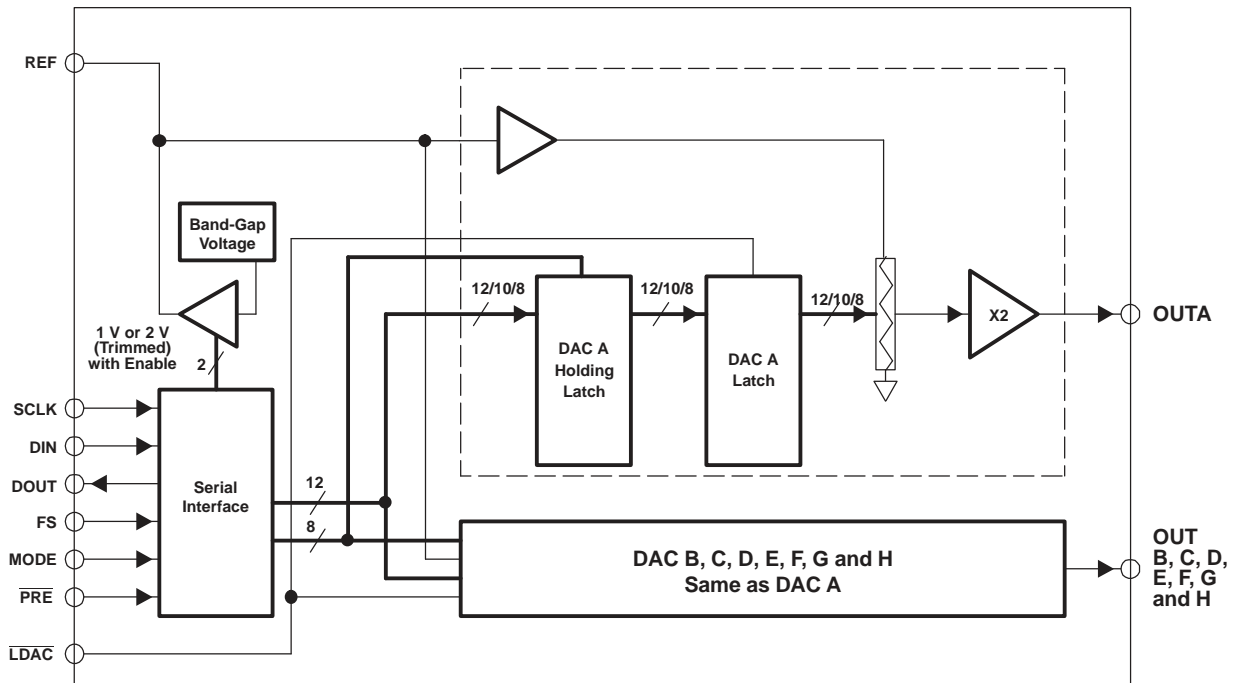 REF
Band-Gap
Voltage
1 V or 2 V
(Trimmed)
with Enable
2
SCLK
DIN
DOUT
FS
MODE
PRE
LDAC
Serial
Interface
12
8
12/10/8
DAC A
Holding
Latch
12/10/8
DAC A
Latch
12/10/8
X2
OUTA
DAC B, C, D, E, F, G and H
Same as DAC A
OUT
B, C, D,
E, F, G
and H